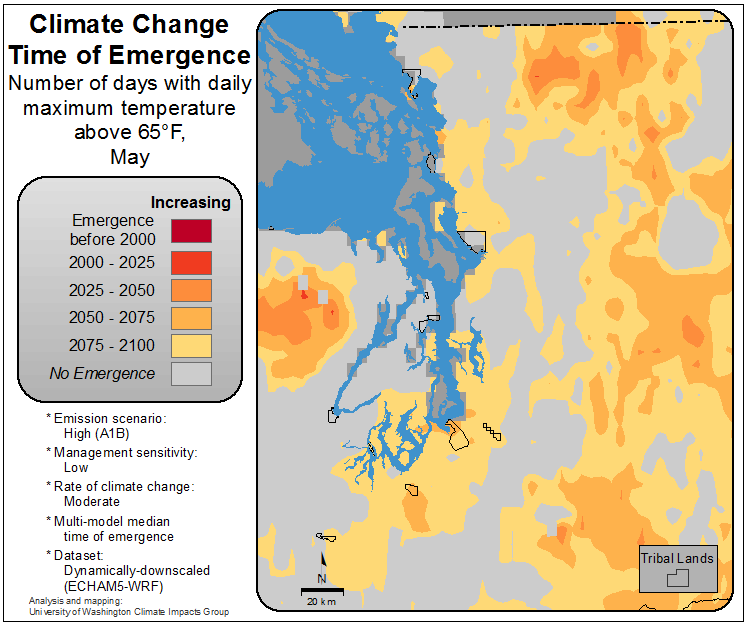 Climate Change
Time of Emergence
Number of days with daily
maximum temperature
above 65°F,
May
Increasing
Emergence
before 2000
2000 - 2025
2025 - 2050
2050 - 2075
2075 - 2100
No Emergence
* Emission scenario:
High (A1B)
* Management sensitivity:
Low
* Rate of climate change:
Moderate
* Multi-model median
time of emergence
* Dataset:
Dynamically-downscaled
(ECHAM5-WRF)
Analysis and mapping:
University of Washington Climate Impacts Group
N
20 km
Tribal Lands